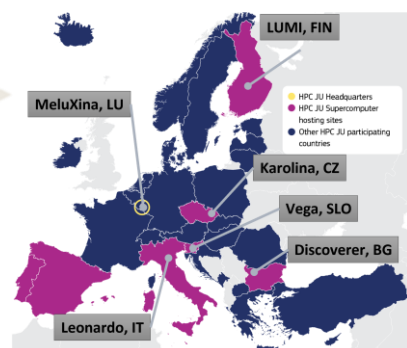 LUMI, FIN
HPC JU Headquarters
HPC JU Supercomputer
hosting sites
Other HPC JU participating
countries
MeluXina, LU
Karolina, CZ
Vega, SLO
Discoverer, BG
Leonardo, IT